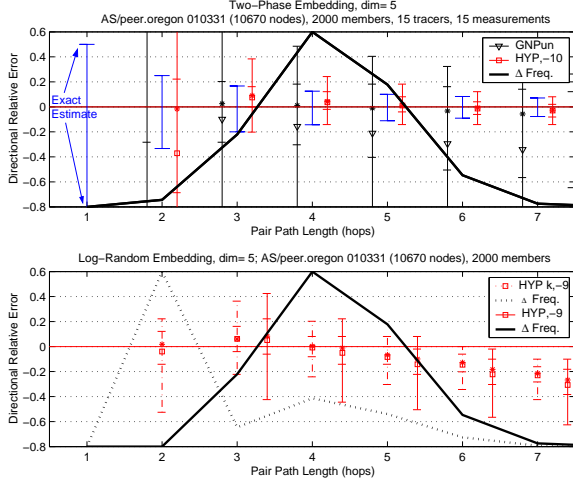 Two-Phase Embedding, dim= 5
AS/peer.oregon 010331 (10670 nodes), 2000 members, 15 tracers, 15 measurements
Directional Relative Error
0.6
0.4
0.2
0
-0.2
-0.4
-0.6
-0.8
Exact
Estimate
GNPun
HYP,-10
Δ Freq.
1 2 3 4 5 6 7
Pair Path Length (hops)
Log-Random Embedding, dim= 5; AS/peer.oregon 010331 (10670 nodes), 2000 members
Directional Relative Error
0.6
0.4
0.2
0
-0.2
-0.4
-0.6
-0.8
HYP k,-9
Δ Freq.
HYP,-9
Δ Freq.
1 2 3 4 5 6 7
Pair Path Length (hops)